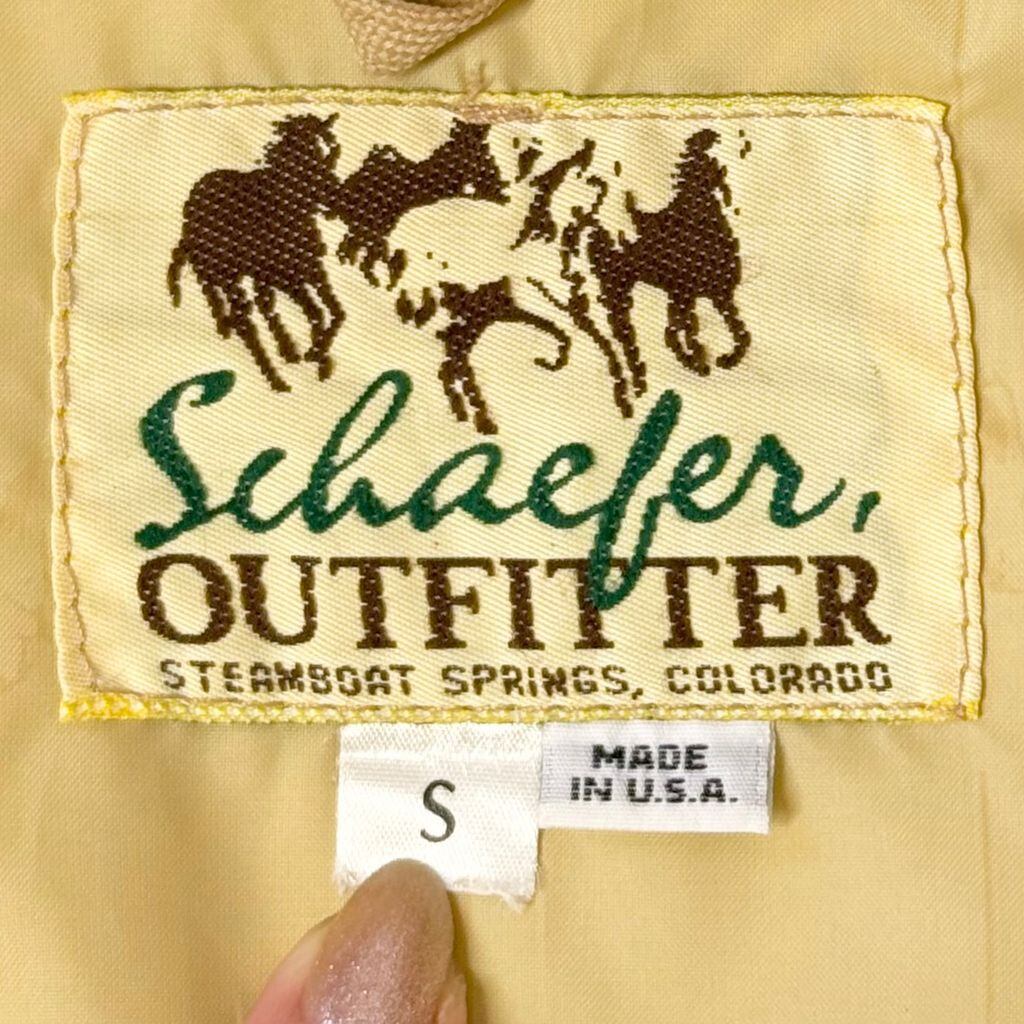 Schaefer,
OUTFITTER
STEAMBOAT SPRINGS, COLORADO
S
MADE
IN U.S.A.